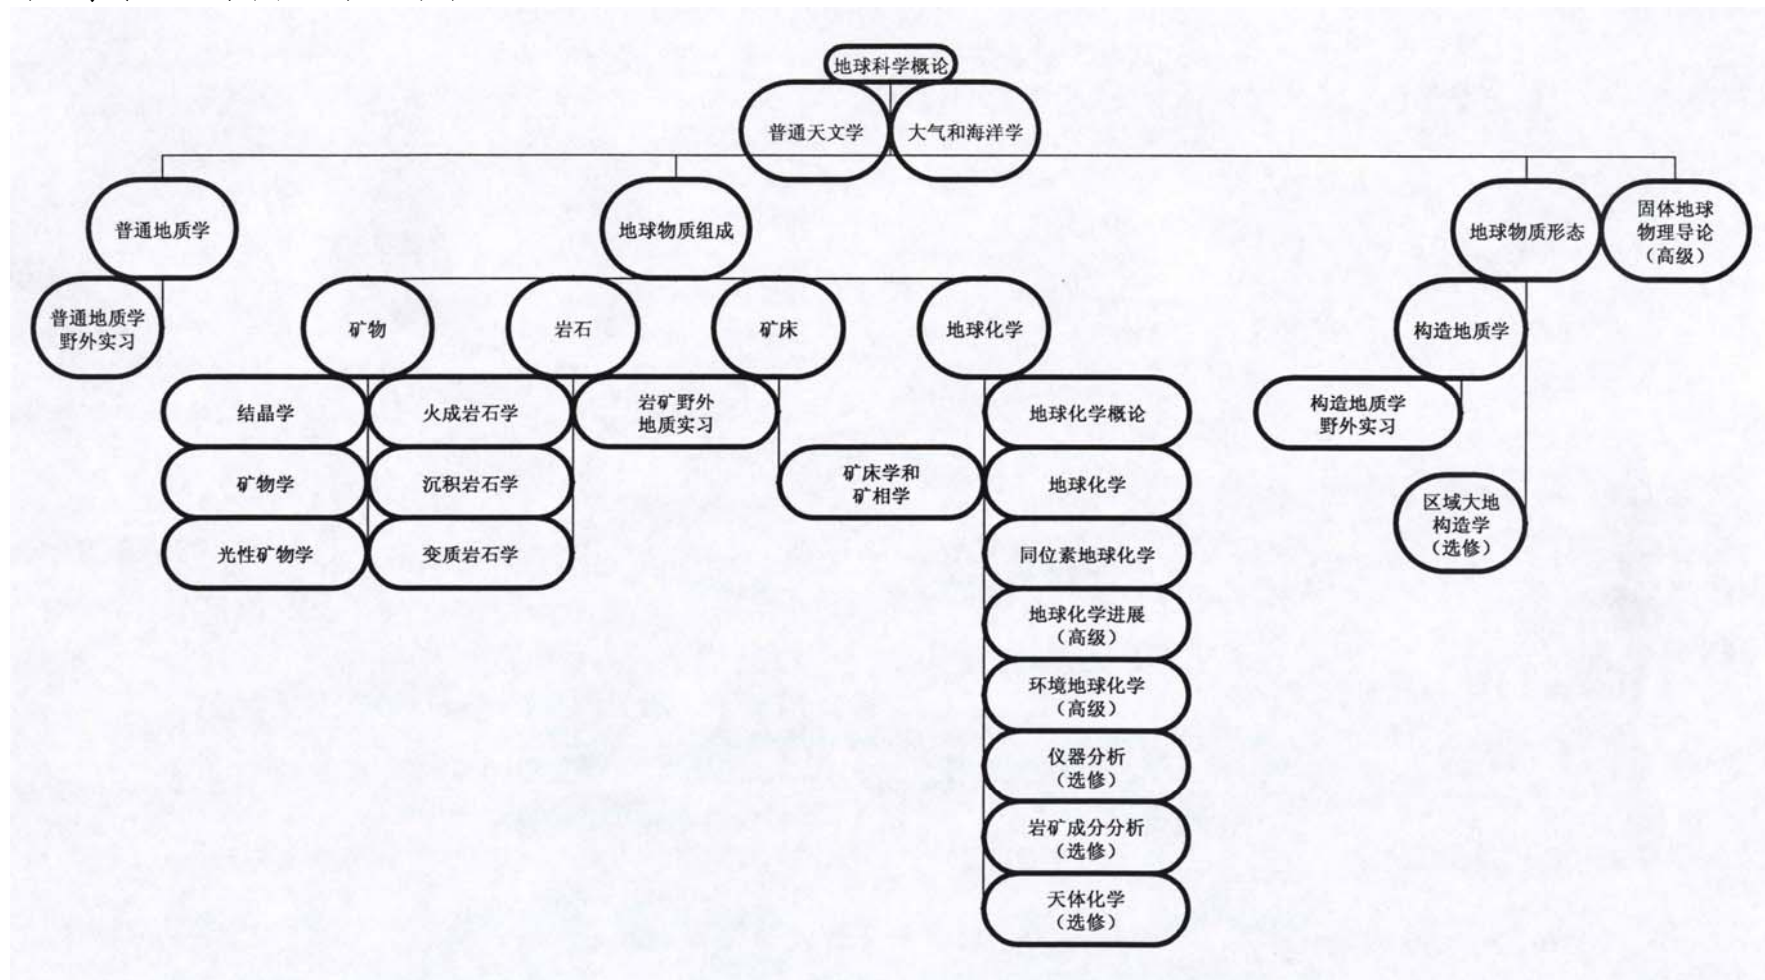 地球科学概论
普通天文学
大气和海洋学
普通地质学
地球物质组成
地球物质形态
固体地球
物理导论
（高级）
普通地质学
野外实习
矿物
岩石
矿床
地球化学
构造地质学
结晶学
火成岩石学
岩矿野外
地质实习
地球化学概论
构造地质学
野外实习
矿物学
沉积岩石学
矿床学和
矿相学
地球化学
区域大地
构造学
（选修）
光性矿物学
变质岩石学
同位素地球化学
地球化学进展
（高级）
环境地球化学
（高级）
仪器分析
（选修）
岩矿成分分析
（选修）
天体化学
（选修）